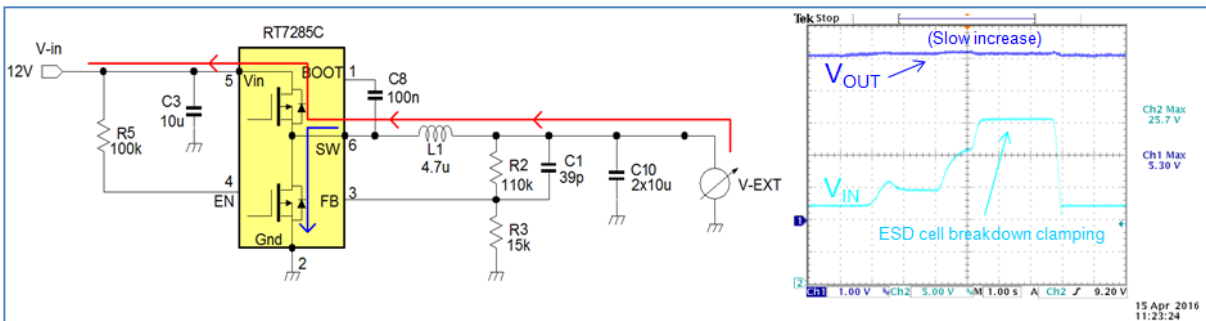 RT7285C
V-in
12V
5
Vin
BOOT
1
C8
100n
C3
10u
R5
100k
SW
6
L1
4.7u
R2
110k
C1
39p
C10
2x10u
V-EXT
4
EN
FB
3
R3
15k
Gnd
2
Tek Stop
(Slow increase)
VOUT
Ch2 Max
25.7 V
Ch1 Max
5.30 V
VIN
1
ESD cell breakdown clamping
2
Ch1 1.00 V Ch2 5.00 V M 1.00 s A Ch2 9.20 V
15 Apr 2016
11:23:24